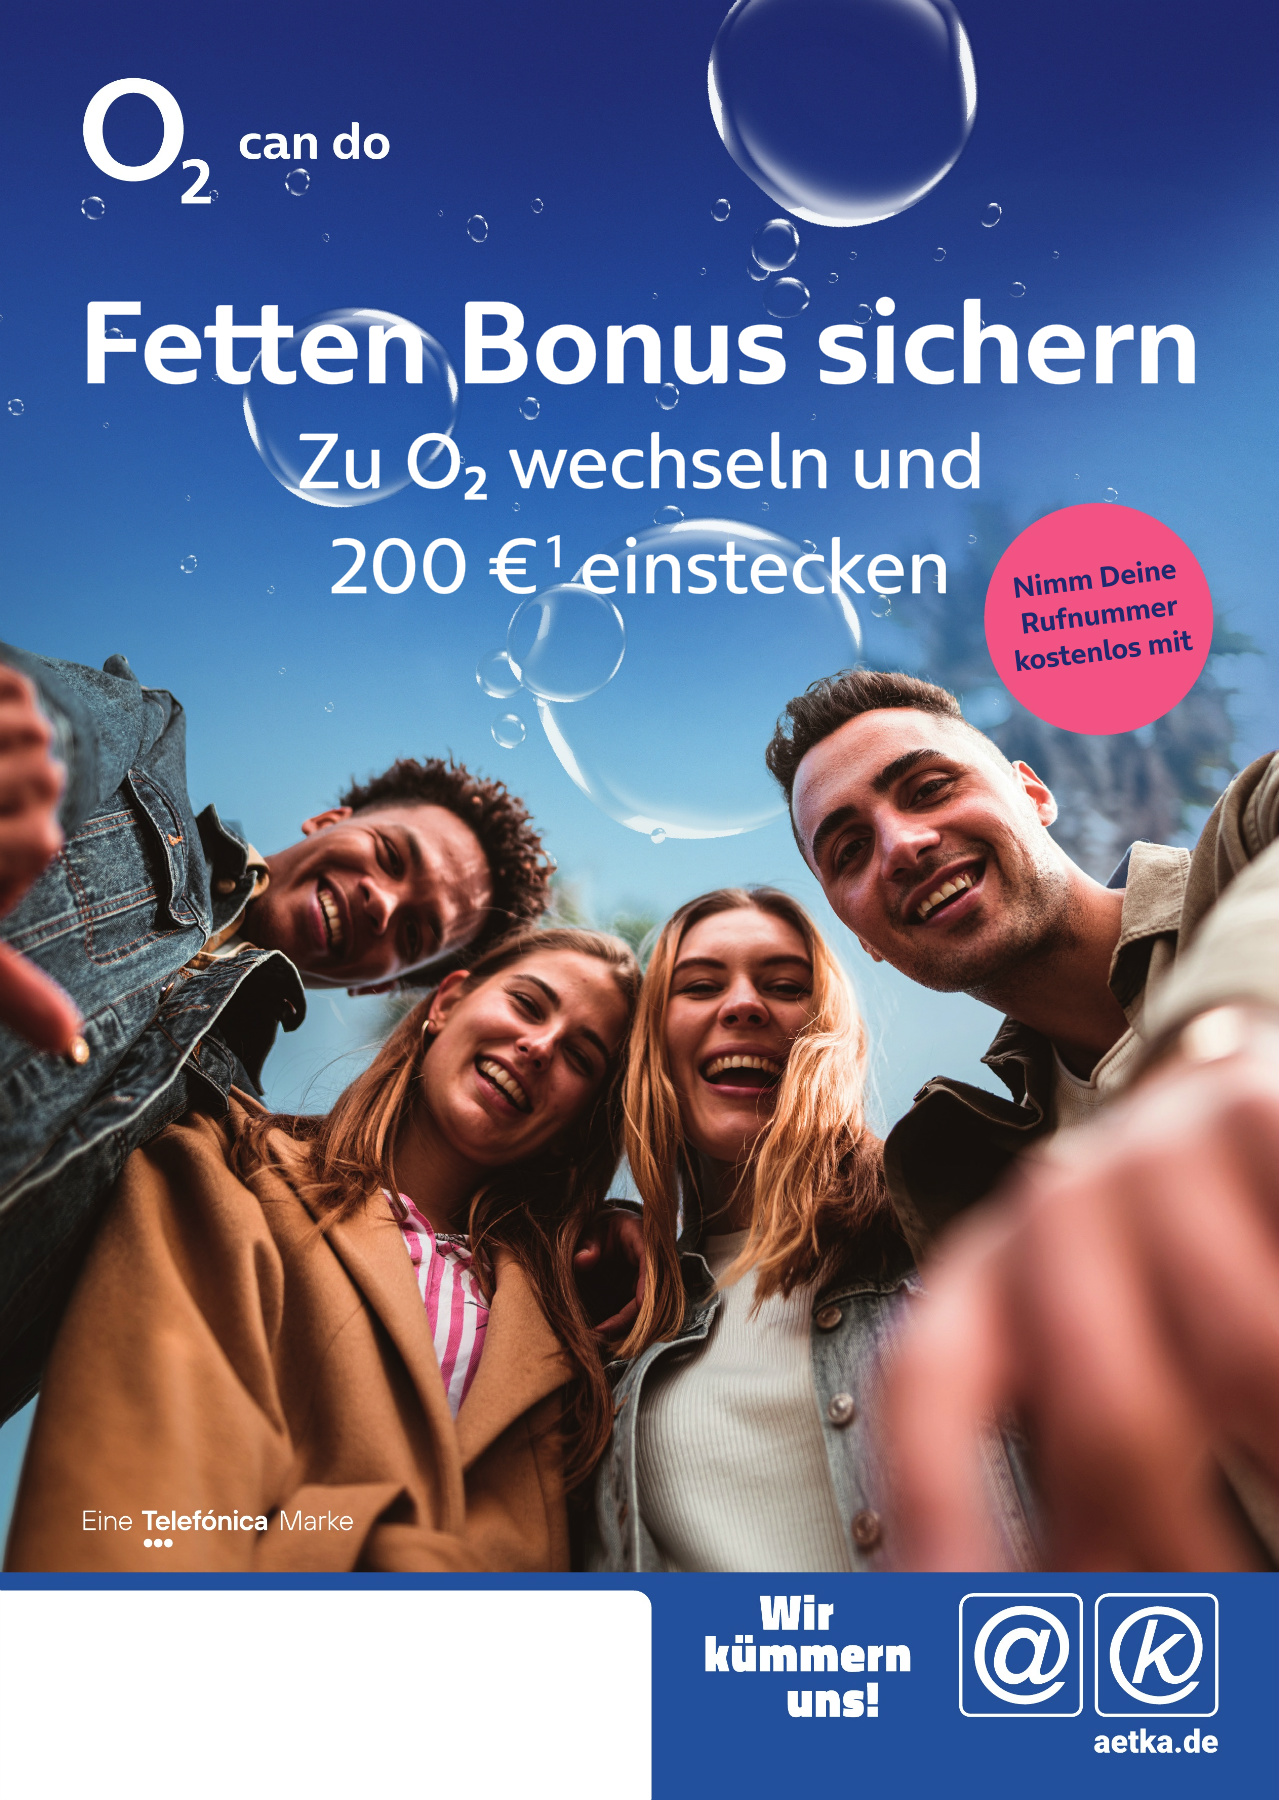 O₂ can do
Fetten Bonus sichern
Zu O₂ wechseln und
200 €¹ einstecken
Nimm Deine
Rufnummer
kostenlos mit
Eine Telefónica Marke
Wir
kümmern
uns!
@ k
aetka.de